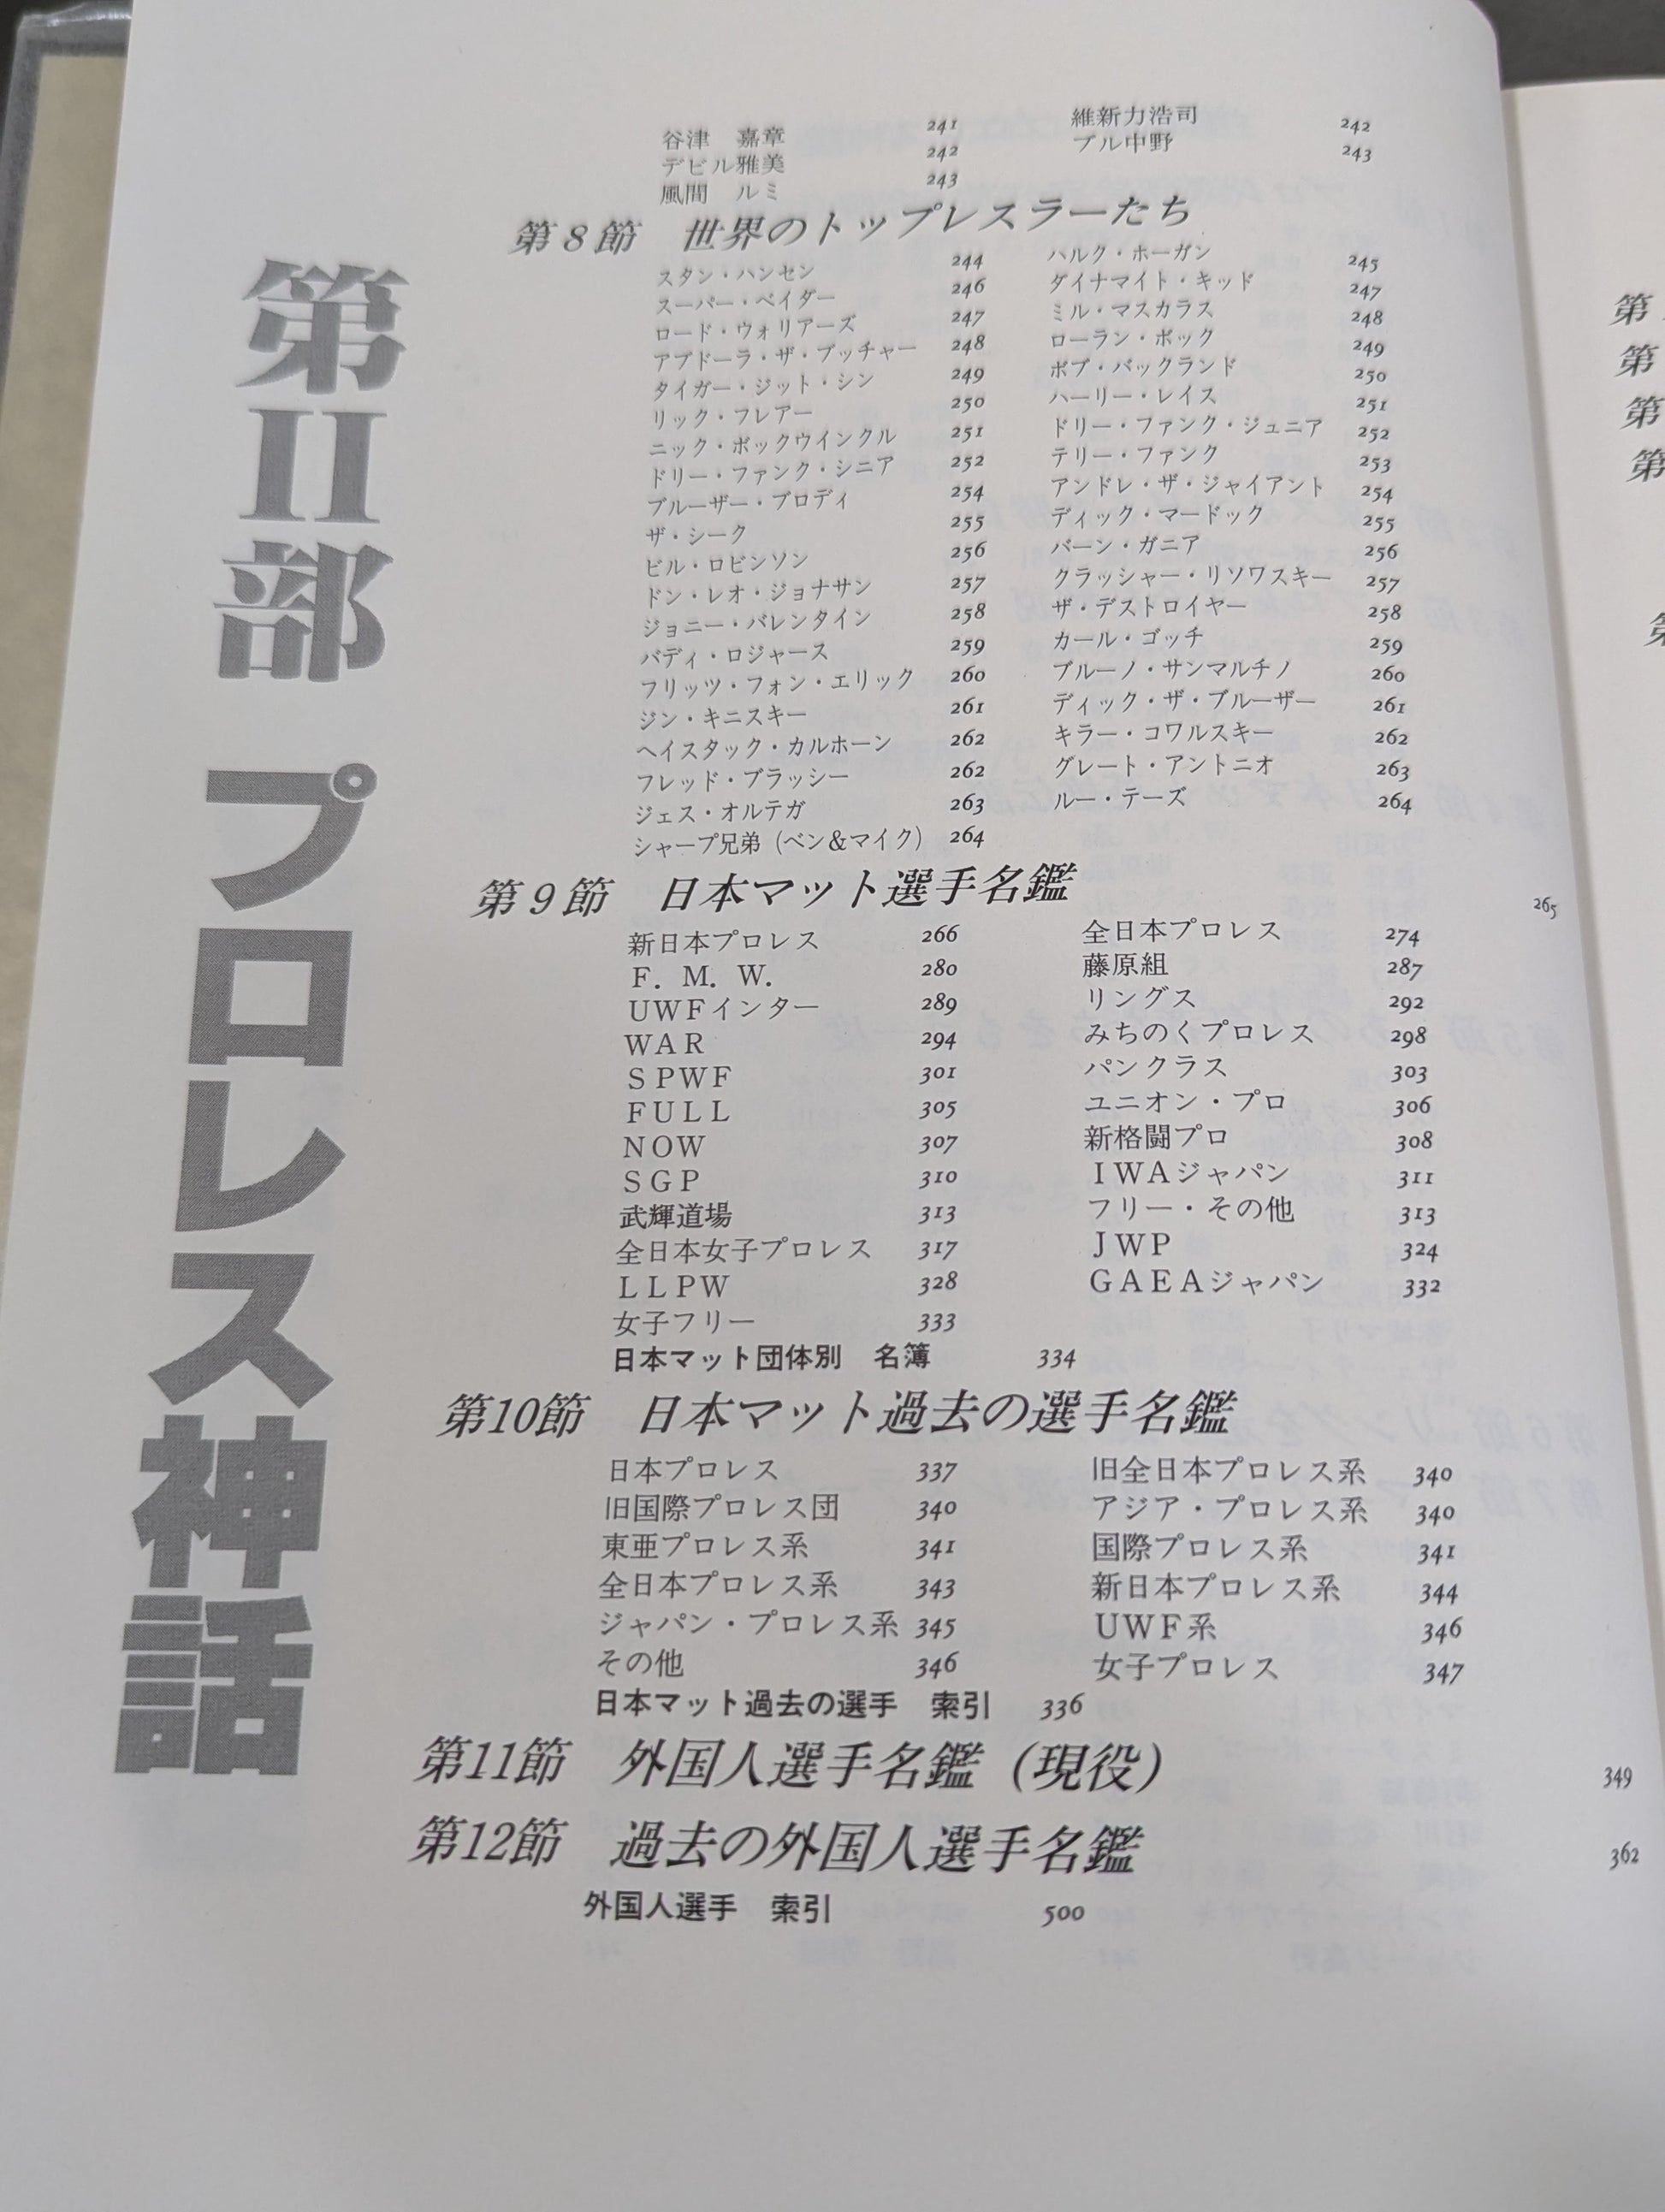 第II部 プロレス神話
谷津 嘉章 241 維新力浩司 242
デビル雅美 242 ブル中野 243
風間 ルミ 243
第8節 世界のトップレスラーたち
スタン・ハンセン 244 ハルク・ホーガン 245
スーパー・ベイダー 246 ダイナマイト・キッド 247
ロード・ウォリアーズ 247 ミル・マスカラス 248
アブドーラ・ザ・ブッチャー 248 ローラン・ボック 249
タイガー・ジット・シン 249 ボブ・バックランド 250
リック・フレアー 250 ハーリー・レイス 251
ニック・ボックウインクル 251 ドリー・ファンク・ジュニア 252
ドリー・ファンク・シニア 252 テリー・ファンク 253
ブルーザー・ブロディ 254 アンドレ・ザ・ジャイアント 254
ザ・シーク 255 ディック・マードック 255
ビル・ロビンソン 256 バーン・ガニア 256
ドン・レオ・ジョナサン 257 クラッシャー・リソワスキー 257
ジョニー・バレンタイン 258 ザ・デストロイヤー 258
バディ・ロジャース 259 カール・ゴッチ 259
フリッツ・フォン・エリック 260 ブルーノ・サンマルチノ 260
ジン・キニスキー 261 ディック・ザ・ブルーザー 261
ヘイスタック・カルホーン 262 キラー・コワルスキー 262
フレッド・ブラッシー 262 グレート・アントニオ 263
ジェス・オルテガ 263 ルー・テーズ 264
シャープ兄弟（ベン＆マイク） 264
第9節 日本マット選手名鑑 265
新日本プロレス 266 全日本プロレス 274
F．M．W． 280 藤原組 287
UWFインター 289 リングス 292
WAR 294 みちのくプロレス 298
SPWF 301 パンクラス 303
FULL 305 ユニオン・プロ 306
NOW 307 新格闘プロ 308
SGP 310 IWAジャパン 311
武輝道場 313 フリー・その他 313
全日本女子プロレス 317 JWP 324
LLPW 328 GAEAジャパン 332
女子フリー 333
日本マット団体別 名簿 334
第10節 日本マット過去の選手名鑑
日本プロレス 337 旧全日本プロレス系 340
旧国際プロレス団 340 アジア・プロレス系 340
東亜プロレス系 341 国際プロレス系 341
全日本プロレス系 343 新日本プロレス系 344
ジャパン・プロレス系 345 UWF系 346
その他 346 女子プロレス 347
日本マット過去の選手 索引 336
第11節 外国人選手名鑑（現役） 349
第12節 過去の外国人選手名鑑 362
外国人選手 索引 500
第
第
第
第
第